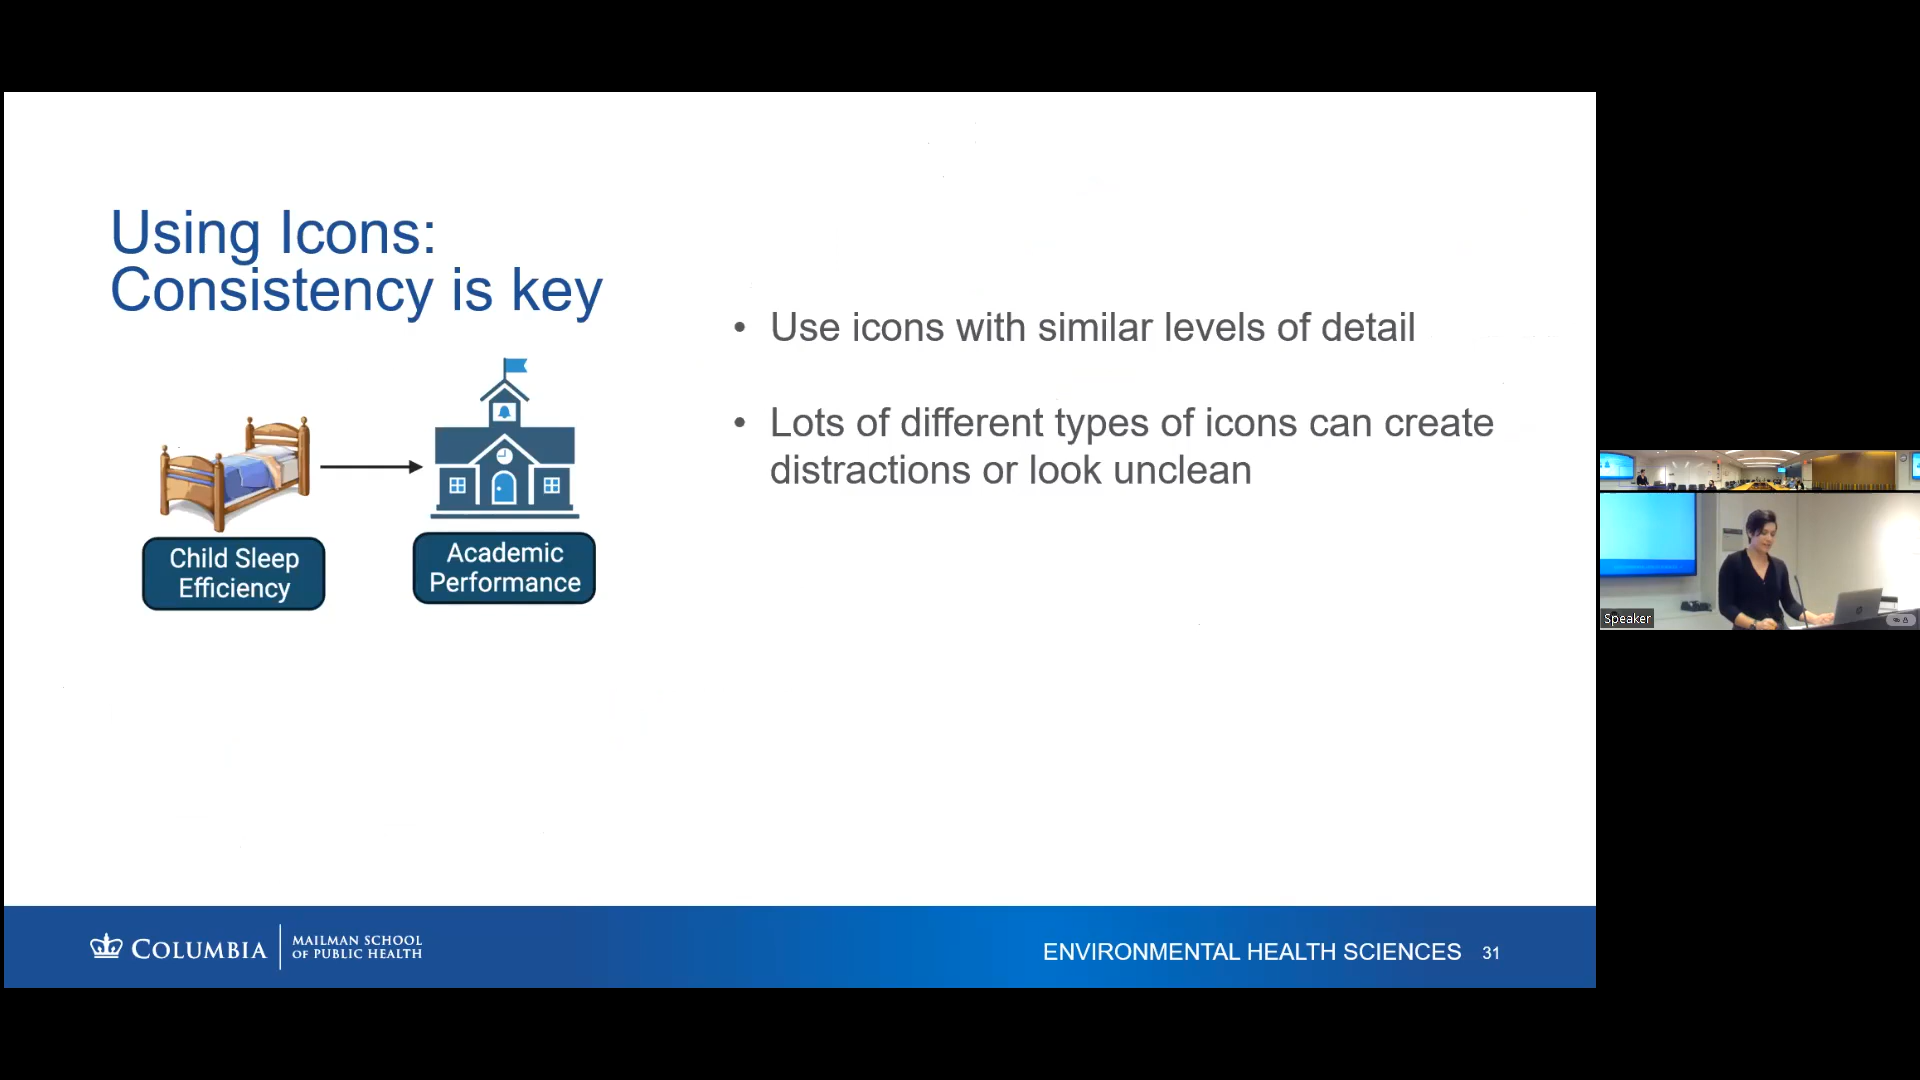 Using Icons:
Consistency is key
• Use icons with similar levels of detail
• Lots of different types of icons can create
distractions or look unclean
Child Sleep
Efficiency
Academic
Performance
COLUMBIA
MAILMAN SCHOOL
OF PUBLIC HEALTH
ENVIRONMENTAL HEALTH SCIENCES 31
Speaker